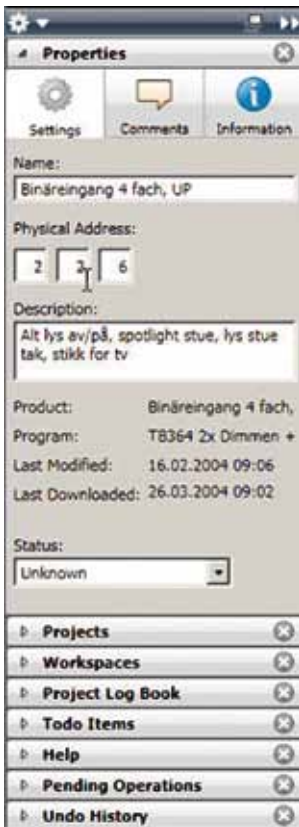 Properties
Settings Comments Information
Name:
Binäreingang 4 fach, UP
Physical Address:
2 2 6
Description:
Alt lys av/på, spotlight stue, lys stue
tak, stikk for tv
Product: Binäreingang 4 fach,
Program: T8364 2x Dimmen +
Last Modified: 16.02.2004 09:06
Last Downloaded: 26.03.2004 09:02
Status:
Unknown
Projects
Workspaces
Project Log Book
Todo Items
Help
Pending Operations
Undo History